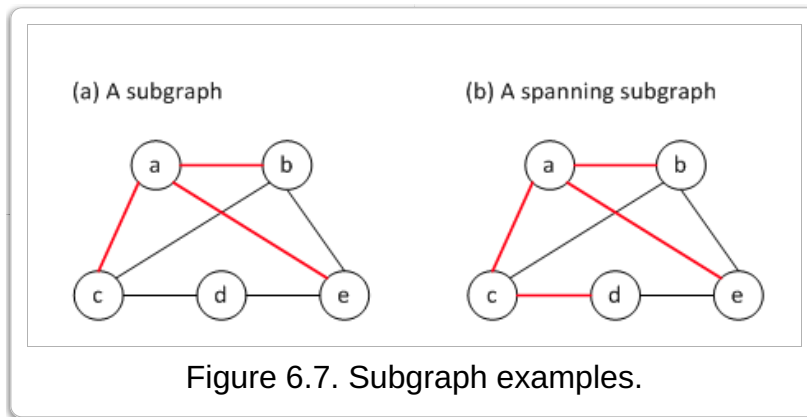 (a) A subgraph
(b) A spanning subgraph
a b
a b
c d e
c d e
Figure 6.7. Subgraph examples.